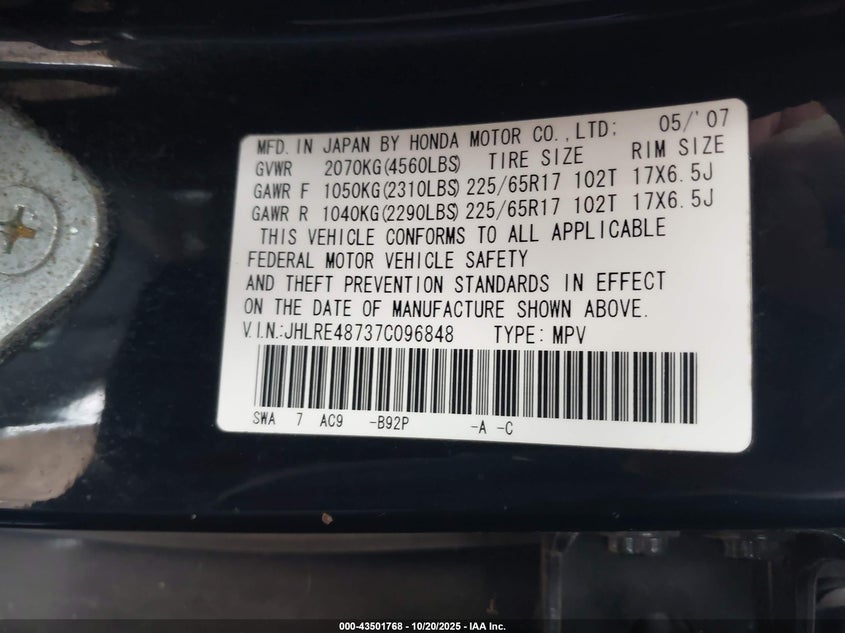 MFD. IN JAPAN BY HONDA MOTOR CO.,LTD; 05/'07
GVWR 2070KG(4560LBS) TIRE SIZE RIM SIZE
GAWR F 1050KG(2310LBS) 225/65R17 102T 17X6.5J
GAWR R 1040KG(2290LBS) 225/65R17 102T 17X6.5J
THIS VEHICLE CONFORMS TO ALL APPLICABLE
FEDERAL MOTOR VEHICLE SAFETY
AND THEFT PREVENTION STANDARDS IN EFFECT
ON THE DATE OF MANUFACTURE SHOWN ABOVE.
V.I.N.:JHLRE48737C096848 TYPE: MPV
SWA 7 AC9 -B92P -A -C
000-43501768 - 10/20/2025 - IAA Inc.